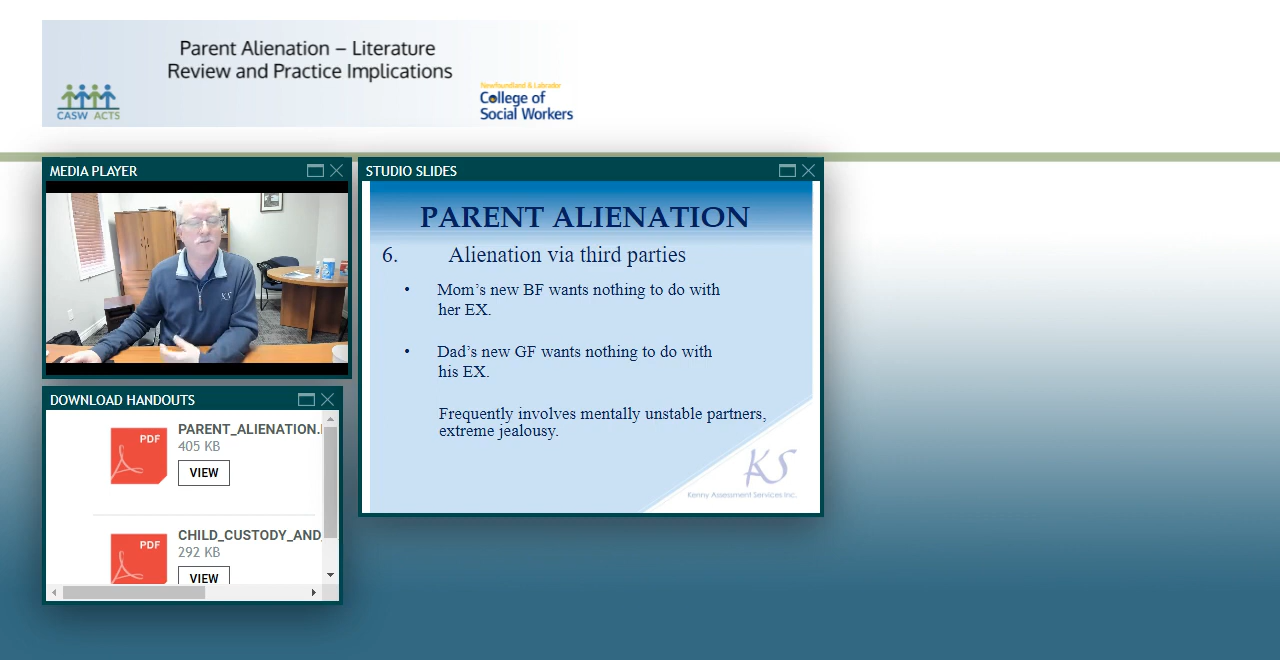 Parent Alienation – Literature
Review and Practice Implications
CASW ACTS
Newfoundland & Labrador
College of
Social Workers
MEDIA PLAYER
KS
STUDIO SLIDES
PARENT ALIENATION
6. Alienation via third parties
• Mom's new BF wants nothing to do with
her EX.
• Dad's new GF wants nothing to do with
his EX.
Frequently involves mentally unstable partners,
extreme jealousy.
KS
Kenny Assessment Services Inc.
DOWNLOAD HANDOUTS
PDF
PARENT_ALIENATION.
405 KB
VIEW
PDF
CHILD_CUSTODY_AND
292 KB
VIEW